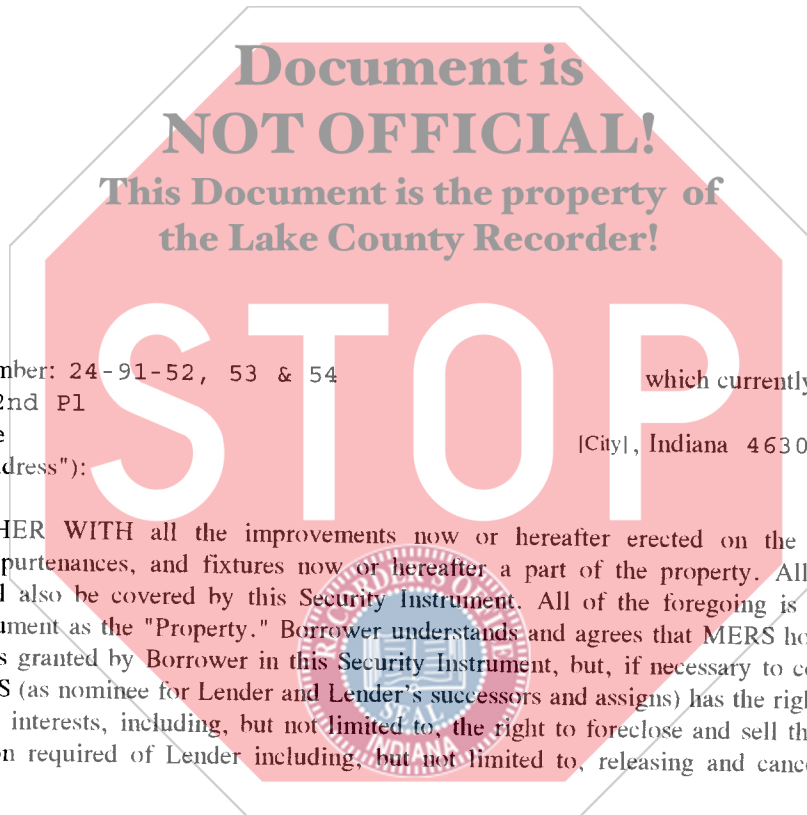 Document is
NOT OFFICIAL!
This Document is the property of
the Lake County Recorder!
STOP
mber: 24-91-52, 53 & 54 which currently
2nd Pl
e |City|, Indiana 4630
dress"):
HER WITH all the improvements now or hereafter erected on the
purtenances, and fixtures now or hereafter a part of the property. All
l also be covered by this Security Instrument. All of the foregoing is
ument as the "Property." Borrower understands and agrees that MERS ho
s granted by Borrower in this Security Instrument, but, if necessary to co
S (as nominee for Lender and Lender's successors and assigns) has the righ
interests, including, but not limited to, the right to foreclose and sell th
on required of Lender including, but not limited to, releasing and canc
RECORDER'S OFFICE
SEAL
INDIANA